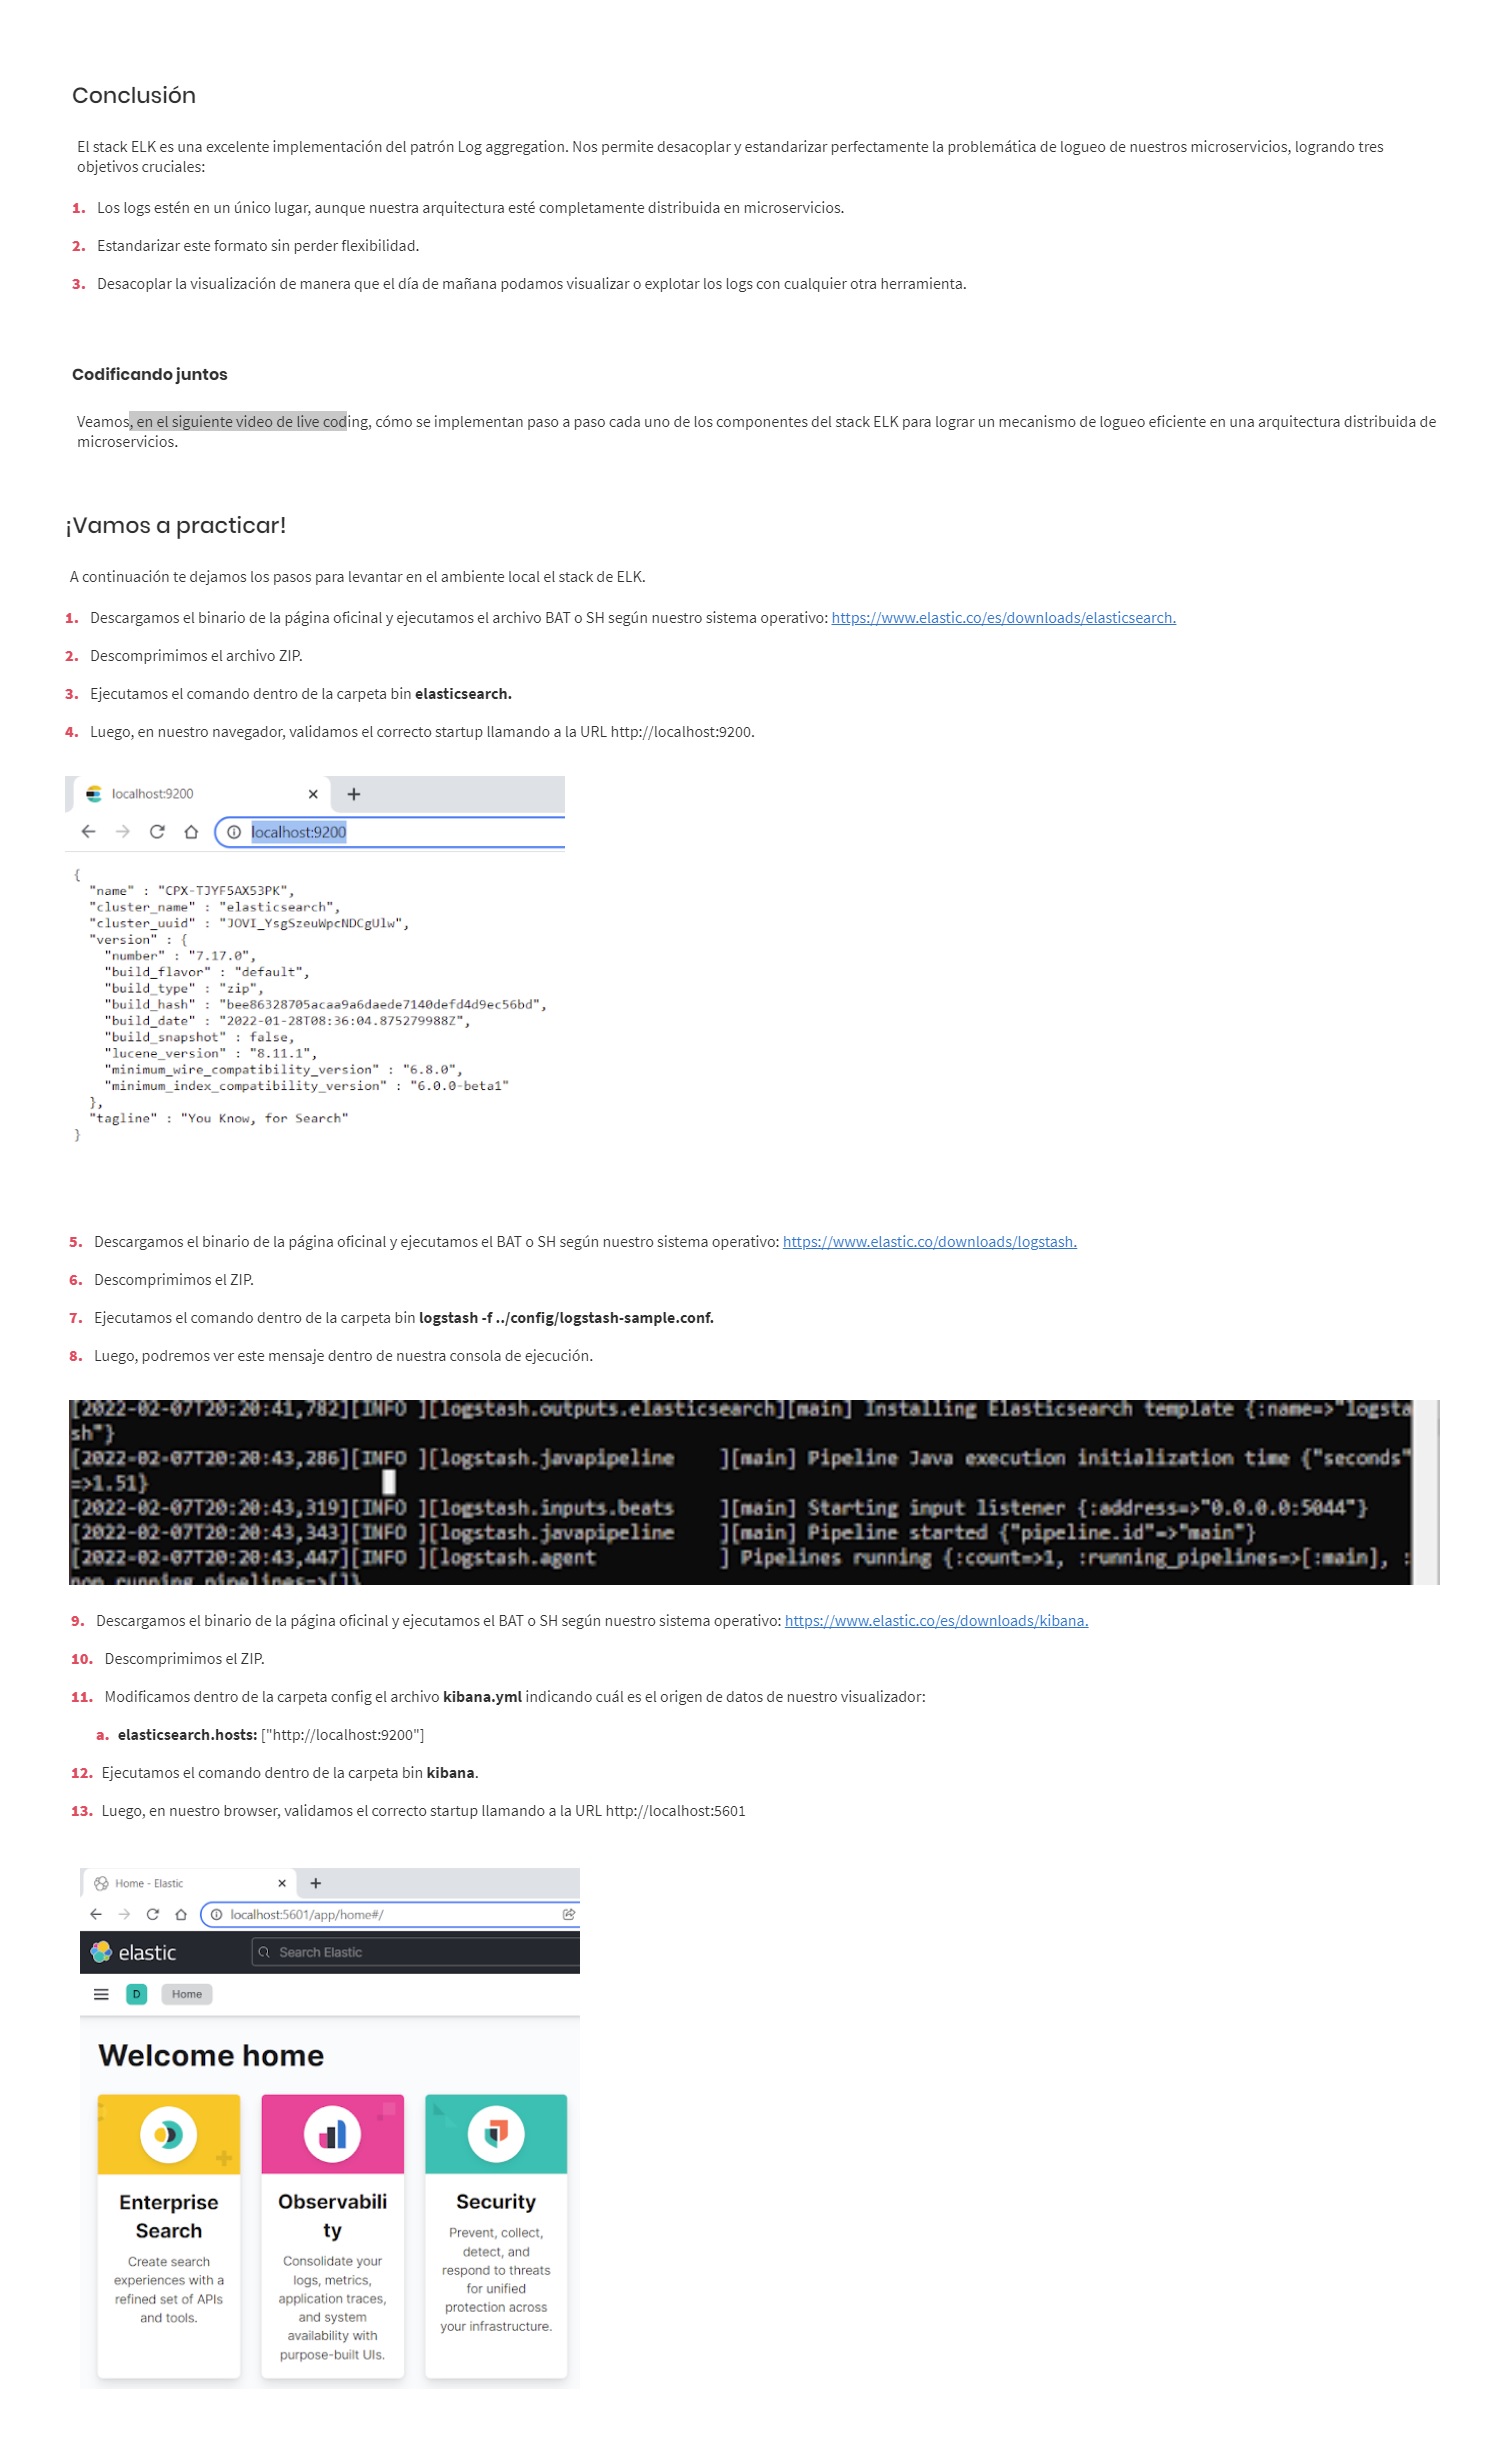 Conclusión
El stack ELK es una excelente implementación del patrón Log aggregation. Nos permite desacoplar y estandarizar perfectamente la problemática de logueo de nuestros microservicios, logrando tres
objetivos cruciales:
1. Los logs estén en un único lugar, aunque nuestra arquitectura esté completamente distribuida en microservicios.
2. Estandarizar este formato sin perder flexibilidad.
3. Desacoplar la visualización de manera que el día de mañana podamos visualizar o explotar los logs con cualquier otra herramienta.
Codificando juntos
Veamos, en el siguiente video de live coding, cómo se implementan paso a paso cada uno de los componentes del stack ELK para lograr un mecanismo de logueo eficiente en una arquitectura distribuida de
microservicios.
¡Vamos a practicar!
A continuación te dejamos los pasos para levantar en el ambiente local el stack de ELK.
1. Descargamos el binario de la página oficinal y ejecutamos el archivo BAT o SH según nuestro sistema operativo: https://www.elastic.co/es/downloads/elasticsearch.
2. Descomprimimos el archivo ZIP.
3. Ejecutamos el comando dentro de la carpeta bin elasticsearch.
4. Luego, en nuestro navegador, validamos el correcto startup llamando a la URL http://localhost:9200.
localhost:9200
localhost:9200
{
"name" : "CPX-TJYF5AX53PK",
"cluster_name" : "elasticsearch",
"cluster_uuid" : "JOVI_YsgSzeuWpcNDCgUlw",
"version" : {
"number" : "7.17.0",
"build_flavor" : "default",
"build_type" : "zip",
"build_hash" : "bee86328705acaa9a6daede7140defd4d9ec56bd",
"build_date" : "2022-01-28T08:36:04.875279988Z",
"build_snapshot" : false,
"lucene_version" : "8.11.1",
"minimum_wire_compatibility_version" : "6.8.0",
"minimum_index_compatibility_version" : "6.0.0-beta1"
},
"tagline" : "You Know, for Search"
}
5. Descargamos el binario de la página oficinal y ejecutamos el BAT o SH según nuestro sistema operativo: https://www.elastic.co/downloads/logstash.
6. Descomprimimos el ZIP.
7. Ejecutamos el comando dentro de la carpeta bin logstash -f ../config/logstash-sample.conf.
8. Luego, podremos ver este mensaje dentro de nuestra consola de ejecución.
[2022-02-07T20:20:41,782][INFO ][logstash.outputs.elasticsearch][main] Installing Elasticsearch template {:name=>"logsta
sh"}
[2022-02-07T20:20:43,286][INFO ][logstash.javapipeline    ][main] Pipeline Java execution initialization time {"seconds"
=>1.51}
[2022-02-07T20:20:43,319][INFO ][logstash.inputs.beats    ][main] Starting input listener {:address=>"0.0.0.0:5044"}
[2022-02-07T20:20:43,343][INFO ][logstash.javapipeline    ][main] Pipeline started {"pipeline.id"=>"main"}
[2022-02-07T20:20:43,447][INFO ][logstash.agent           ] Pipelines running {:count=>1, :running_pipelines=>[:main], :
non_running_pipelines=>[]}
9. Descargamos el binario de la página oficinal y ejecutamos el BAT o SH según nuestro sistema operativo: https://www.elastic.co/es/downloads/kibana.
10. Descomprimimos el ZIP.
11. Modificamos dentro de la carpeta config el archivo kibana.yml indicando cuál es el origen de datos de nuestro visualizador:
a. elasticsearch.hosts: ["http://localhost:9200"]
12. Ejecutamos el comando dentro de la carpeta bin kibana.
13. Luego, en nuestro browser, validamos el correcto startup llamando a la URL http://localhost:5601
Home - Elastic
localhost:5601/app/home#/
elastic
Search Elastic
D
Home
Welcome home
Enterprise
Search
Create search
experiences with a
refined set of APIs
and tools.
Observabili
ty
Consolidate your
logs, metrics,
application traces,
and system
availability with
purpose-built UIs.
Security
Prevent, collect,
detect, and
respond to threats
for unified
protection across
your infrastructure.